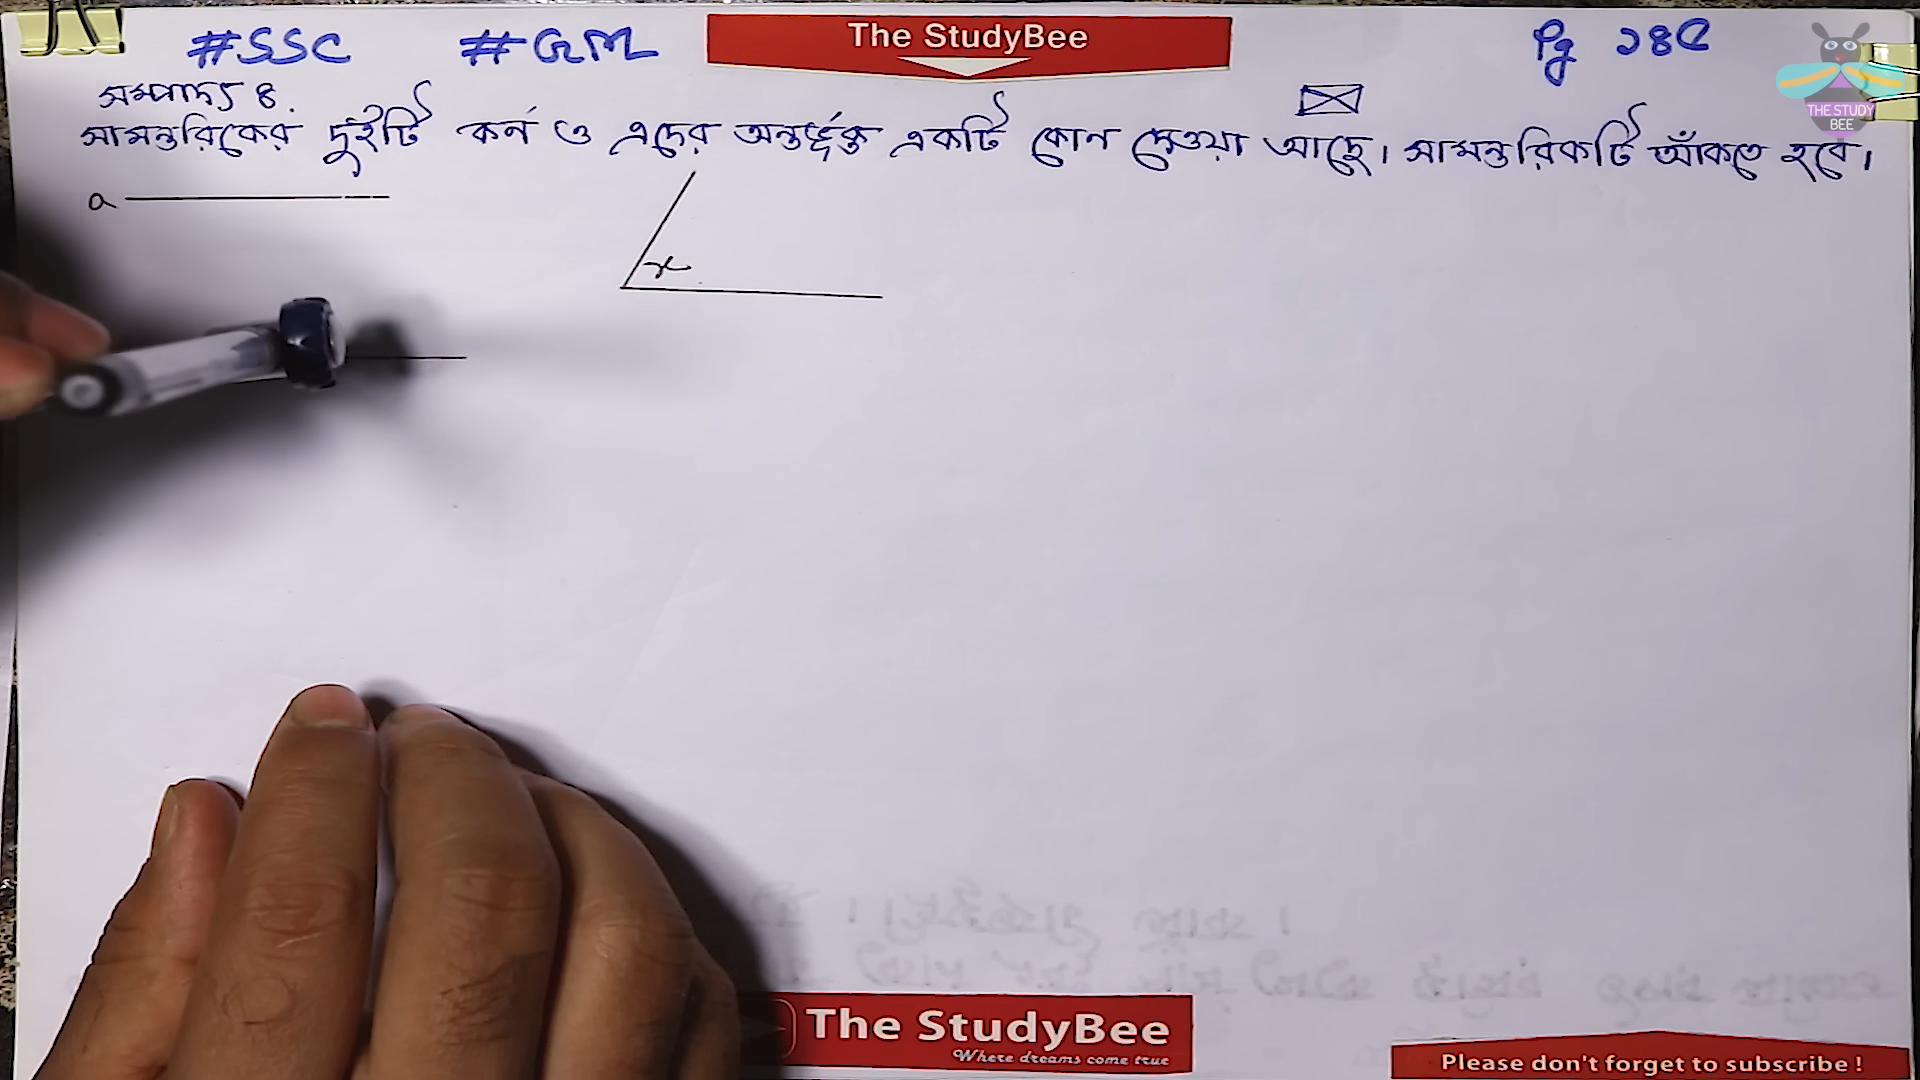 #SSC #GM The StudyBee Pg ১৪৫
THE STUDY BEE
সম্পাদ্য ৪.
সামন্তরিকের দুইটি কর্ন ও এদের অন্তর্ভূক্ত একটি কোন দেওয়া আছে। সামন্তরিকটি আঁকতে হবে।
a
x
The StudyBee
Where dreams come true
Please don't forget to subscribe !